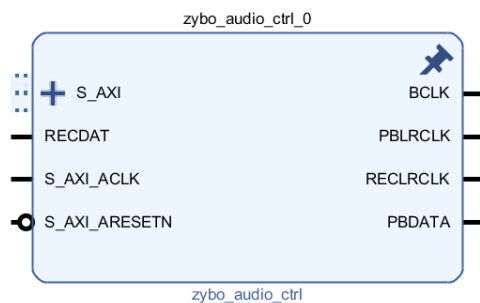 zybo_audio_ctrl_0
S_AXI
BCLK
RECDAT
PBLRCLK
S_AXI_ACLK
RECLRCLK
S_AXI_ARESETN
PBDATA
zybo_audio_ctrl